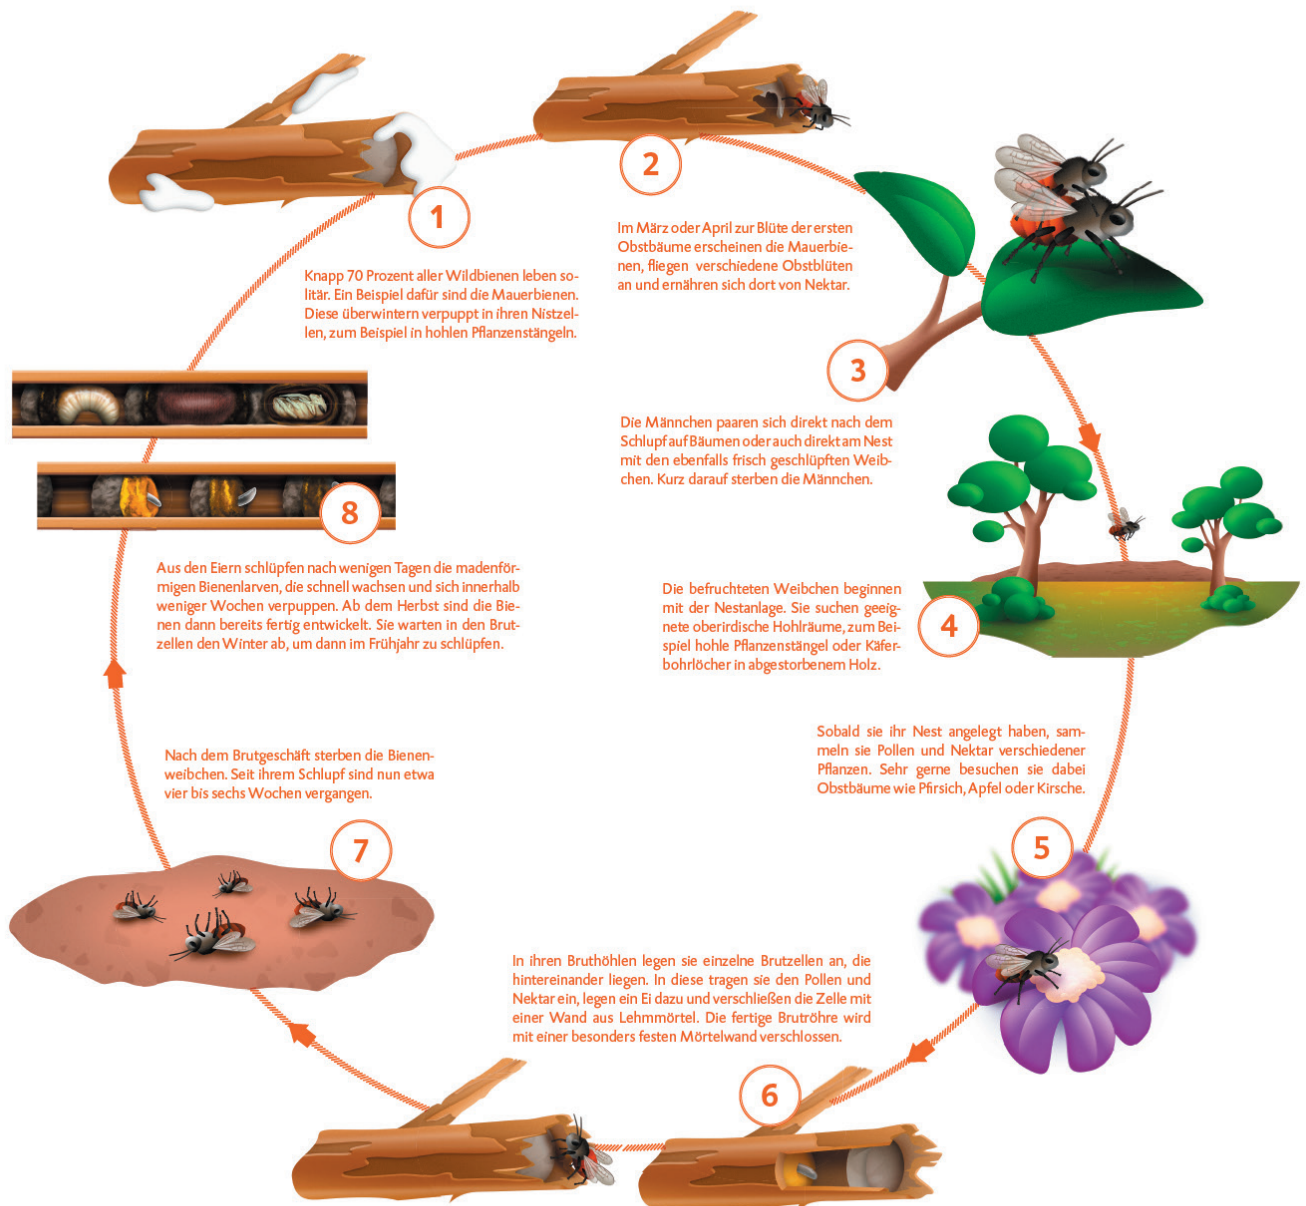 1
Knapp 70 Prozent aller Wildbienen leben so-
litär. Ein Beispiel dafür sind die Mauerbienen.
Diese überwintern verpuppt in ihren Nistzel-
len, zum Beispiel in hohlen Pflanzenstängeln.
2
Im März oder April zur Blüte der ersten
Obstbäume erscheinen die Mauerbie-
nen, fliegen verschiedene Obstblüten
an und ernähren sich dort von Nektar.
3
Die Männchen paaren sich direkt nach dem
Schlupf auf Bäumen oder auch direkt am Nest
mit den ebenfalls frisch geschlüpften Weib-
chen. Kurz darauf sterben die Männchen.
4
Die befruchteten Weibchen beginnen
mit der Nestanlage. Sie suchen geeig-
nete oberirdische Hohlräume, zum Bei-
spiel hohle Pflanzenstängel oder Käfer-
bohrlöcher in abgestorbenem Holz.
Sobald sie ihr Nest angelegt haben, sam-
meln sie Pollen und Nektar verschiedener
Pflanzen. Sehr gerne besuchen sie dabei
Obstbäume wie Pfirsich, Apfel oder Kirsche.
5
In ihren Bruthöhlen legen sie einzelne Brutzellen an, die
hintereinander liegen. In diese tragen sie den Pollen und
Nektar ein, legen ein Ei dazu und verschließen die Zelle mit
einer Wand aus Lehmmörtel. Die fertige Brutröhre wird
mit einer besonders festen Mörtelwand verschlossen.
6
Nach dem Brutgeschäft sterben die Bienen-
weibchen. Seit ihrem Schlupf sind nun etwa
vier bis sechs Wochen vergangen.
7
8
Aus den Eiern schlüpfen nach wenigen Tagen die madenför-
migen Bienenlarven, die schnell wachsen und sich innerhalb
weniger Wochen verpuppen. Ab dem Herbst sind die Bie-
nen dann bereits fertig entwickelt. Sie warten in den Brut-
zellen den Winter ab, um dann im Frühjahr zu schlüpfen.